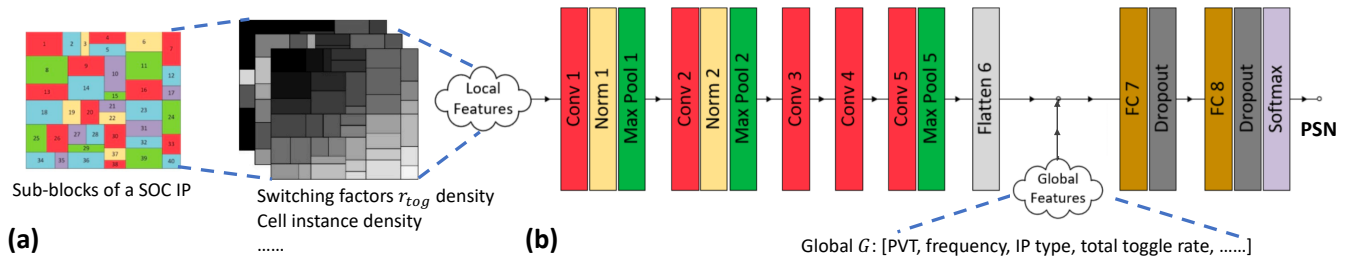 (a)
1 2 3 4 5 6 7
8 9 10 11 12
13 14 15 16 17
18 19 20 21 22 23 24
25 26 27 28 29 30 31 32 33
34 35 36 37 38 39 40
Sub-blocks of a SOC IP
Switching factors r_tog density
Cell instance density
......
Local
Features
(b)
Conv 1
Norm 1
Max Pool 1
Conv 2
Norm 2
Max Pool 2
Conv 3
Conv 4
Conv 5
Max Pool 5
Flatten 6
Global
Features
FC 7
Dropout
FC 8
Dropout
Softmax
PSN
Global G: [PVT, frequency, IP type, total toggle rate, ......]